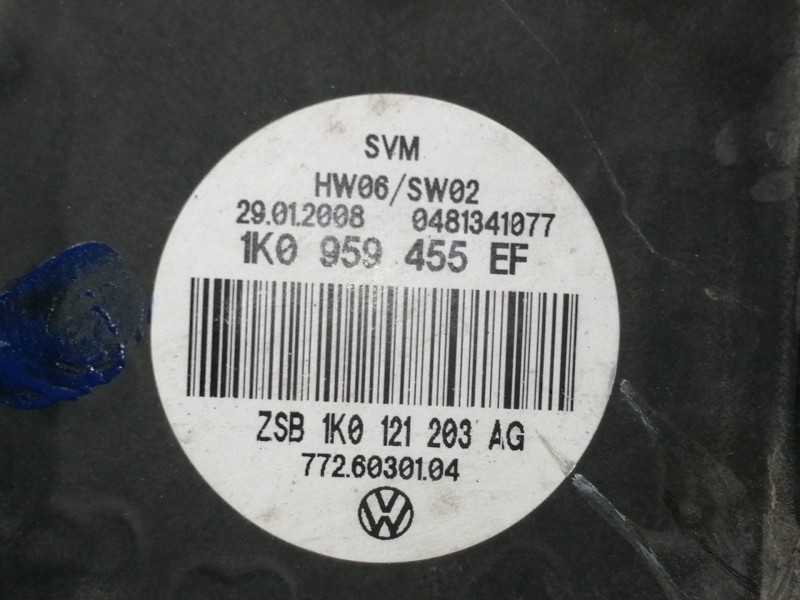 SVM
HW06/SW02
29.01.2008 0481341077
1K0 959 455 EF
ZSB 1K0 121 203 AG
772.60301.04